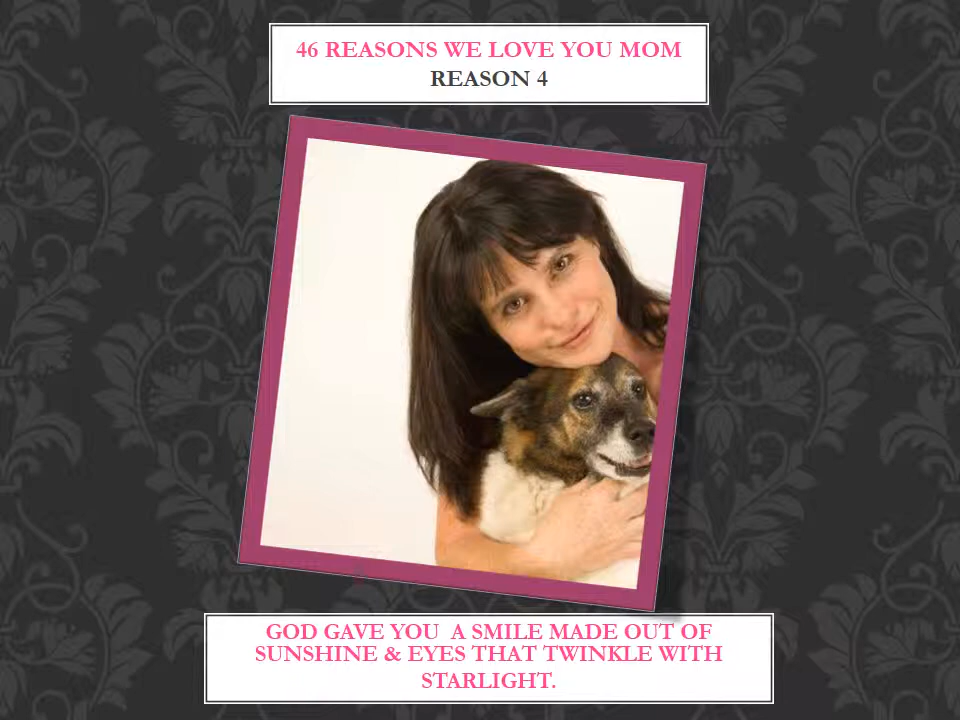 46 REASONS WE LOVE YOU MOM
REASON 4
GOD GAVE YOU A SMILE MADE OUT OF
SUNSHINE & EYES THAT TWINKLE WITH
STARLIGHT.